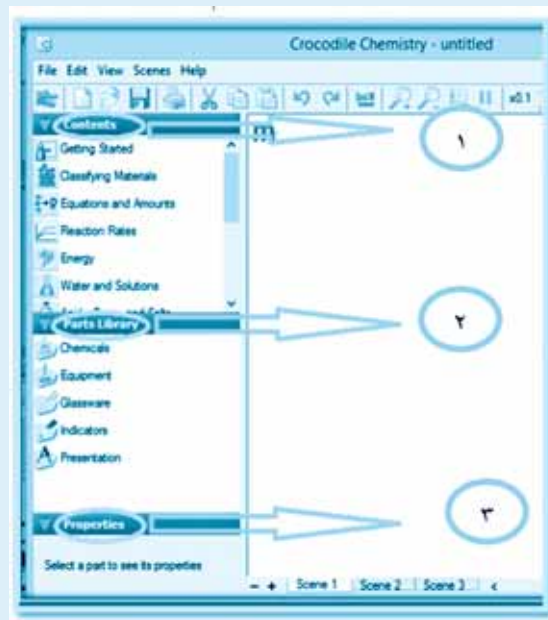 Crocodile Chemistry - untitled
File Edit View Scenes Help
x0.1
Contents
Getting Started
Classifying Materials
Equations and Amounts
Reaction Rates
Energy
Water and Solutions
Parts Library
Chemicals
Equipment
Glassware
Indicators
Presentation
Properties
Select a part to see its properties
١
٢
٣
Scene 1 Scene 2 Scene 3